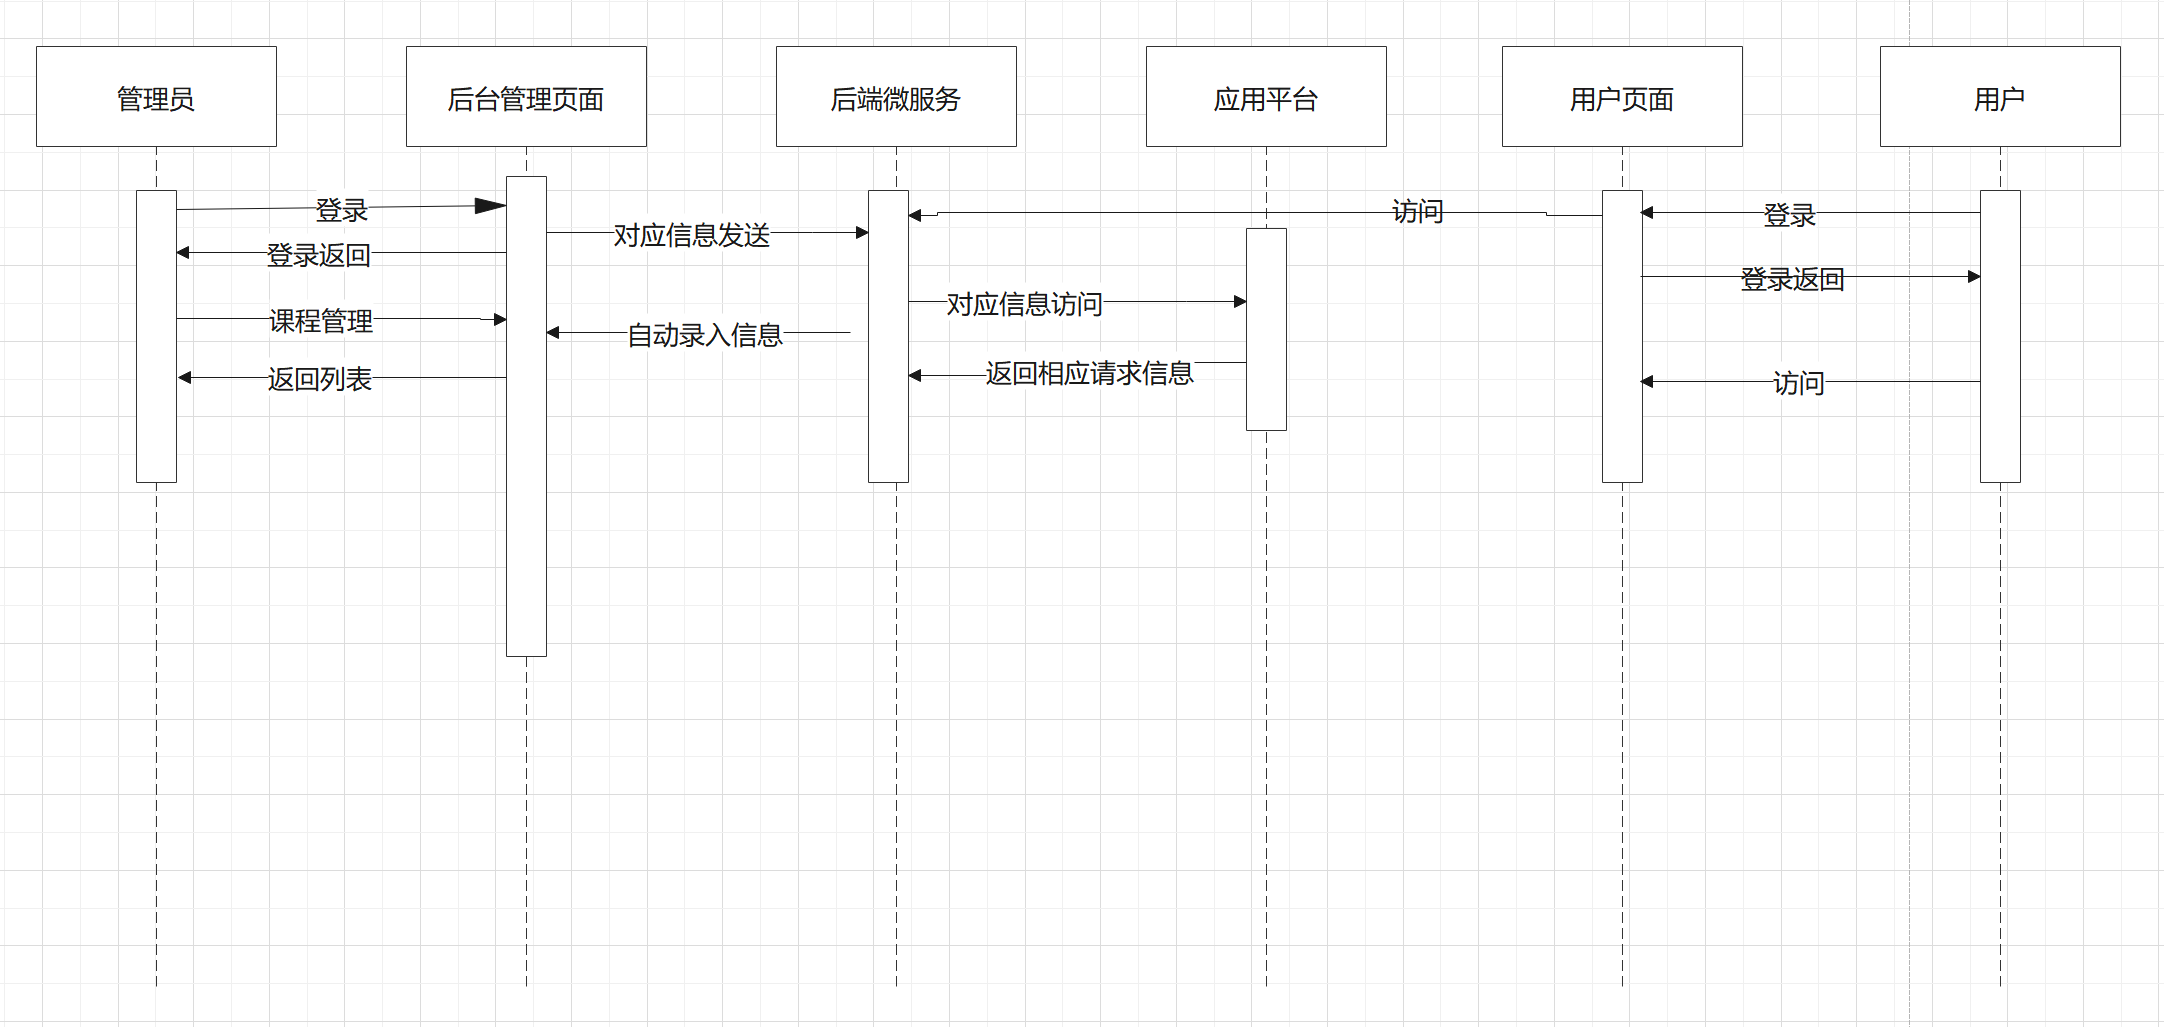 管理员
后台管理页面
后端微服务
应用平台
用户页面
用户
登录
访问
登录
对应信息发送
登录返回
登录返回
对应信息访问
课程管理
自动录入信息
返回相应请求信息
返回列表
访问